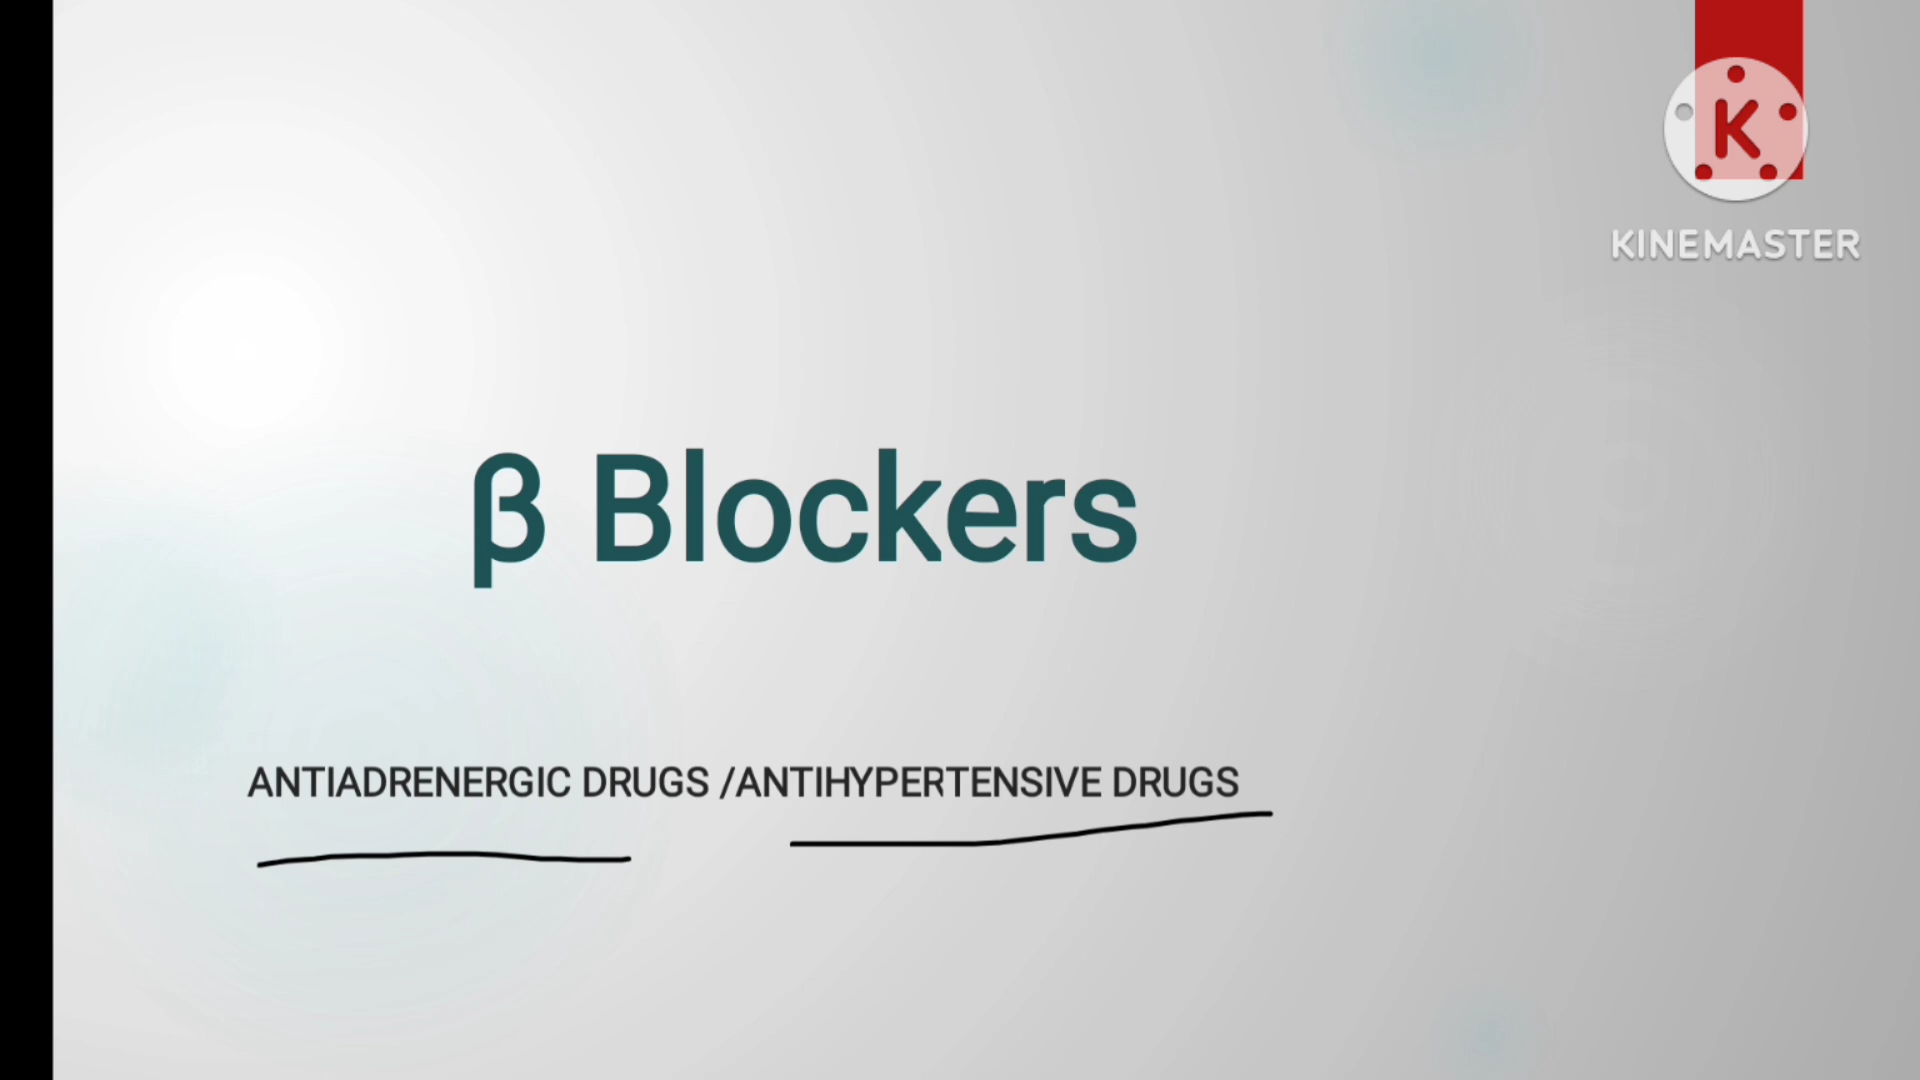 K
KINEMASTER
β Blockers
ANTIADRENERGIC DRUGS /ANTIHYPERTENSIVE DRUGS